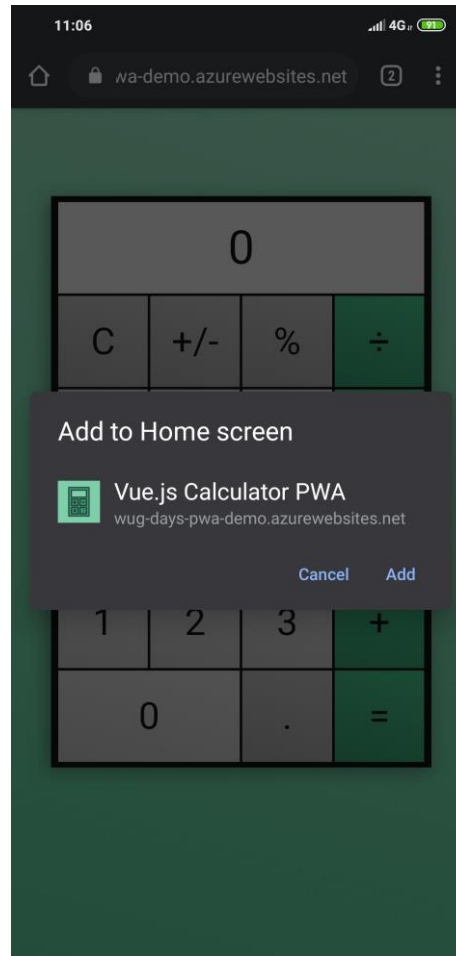 11:06
4G 91
wa-demo.azurewebsites.net 2
0
C +/- % ÷
Add to Home screen
Vue.js Calculator PWA
wug-days-pwa-demo.azurewebsites.net
Cancel Add
1 2 3 +
0 . =